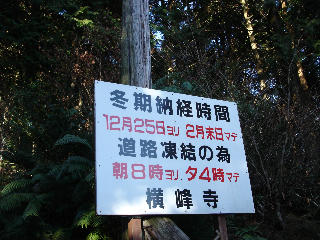 冬期納経時間
12月25日ヨリ 2月末日マデ
道路凍結の為
朝8時ヨリ、夕4時マデ
横峰寺